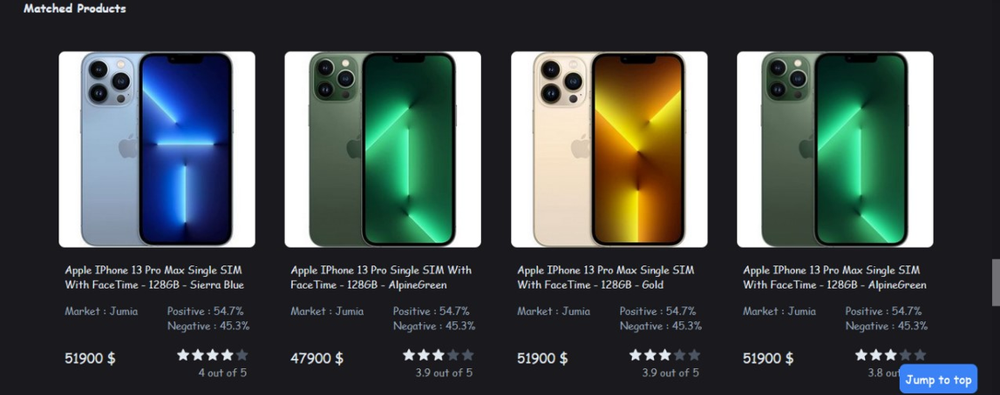 Matched Products
Apple IPhone 13 Pro Max Single SIM
With FaceTime - 128GB - Sierra Blue
Market : Jumia
Positive : 54.7%
Negative : 45.3%
51900 $
4 out of 5
Apple IPhone 13 Pro Single SIM With
FaceTime - 128GB - AlpineGreen
Market : Jumia
Positive : 54.7%
Negative : 45.3%
47900 $
3.9 out of 5
Apple IPhone 13 Pro Max Single SIM
With FaceTime - 128GB - Gold
Market : Jumia
Positive : 54.7%
Negative : 45.3%
51900 $
3.9 out of 5
Apple IPhone 13 Pro Max Single SIM
With FaceTime - 128GB - AlpineGreen
Market : Jumia
Positive : 54.7%
Negative : 45.3%
51900 $
3.8
Jump to top